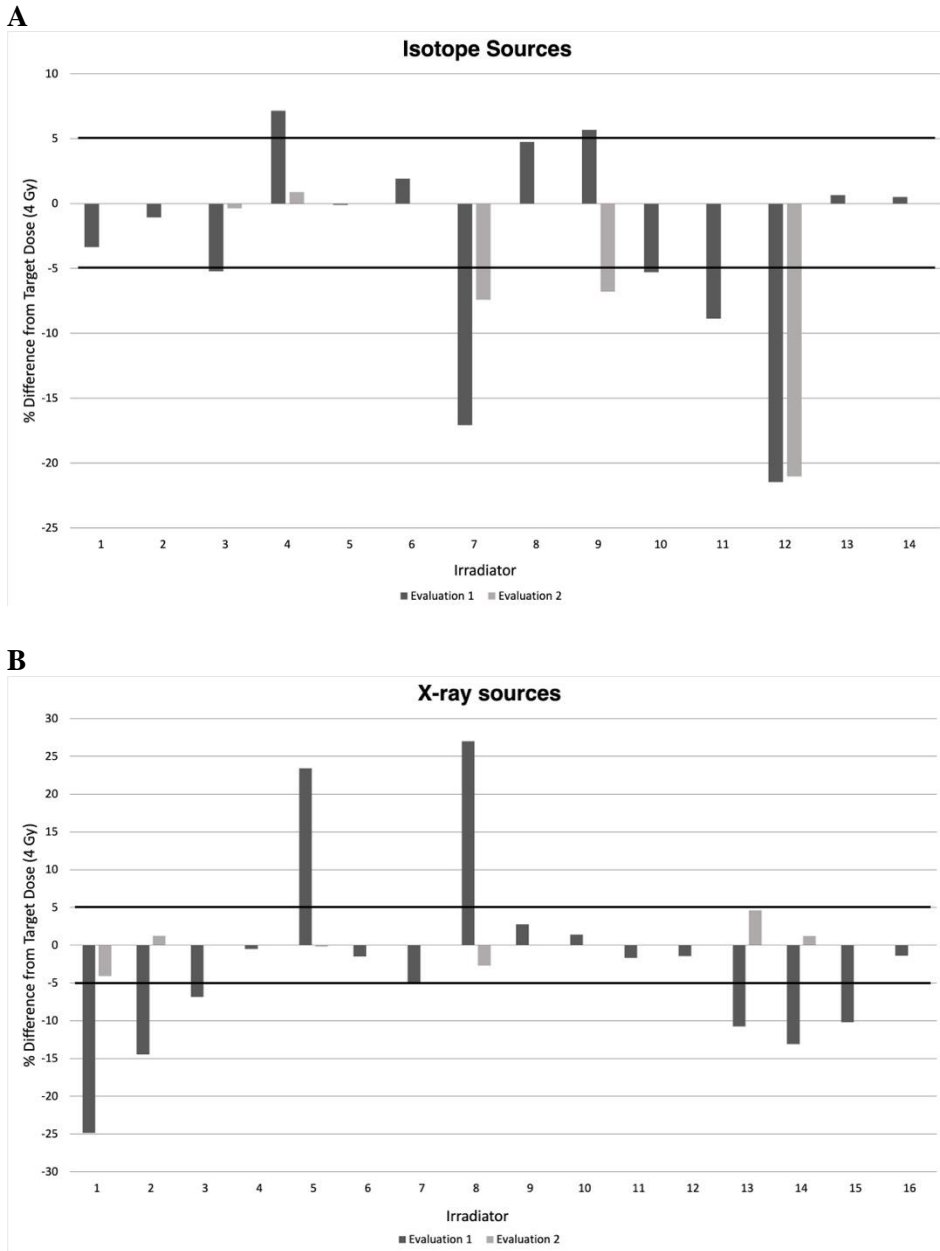 A
Isotope Sources
% Difference from Target Dose (4 Gy)
10
5
0
-5
-10
-15
-20
-25
1 2 3 4 5 6 7 8 9 10 11 12 13 14
Irradiator
Evaluation 1 Evaluation 2
B
X-ray sources
% Difference from Target Dose (4 Gy)
30
25
20
15
10
5
0
-5
-10
-15
-20
-25
-30
1 2 3 4 5 6 7 8 9 10 11 12 13 14 15 16
Irradiator
Evaluation 1 Evaluation 2